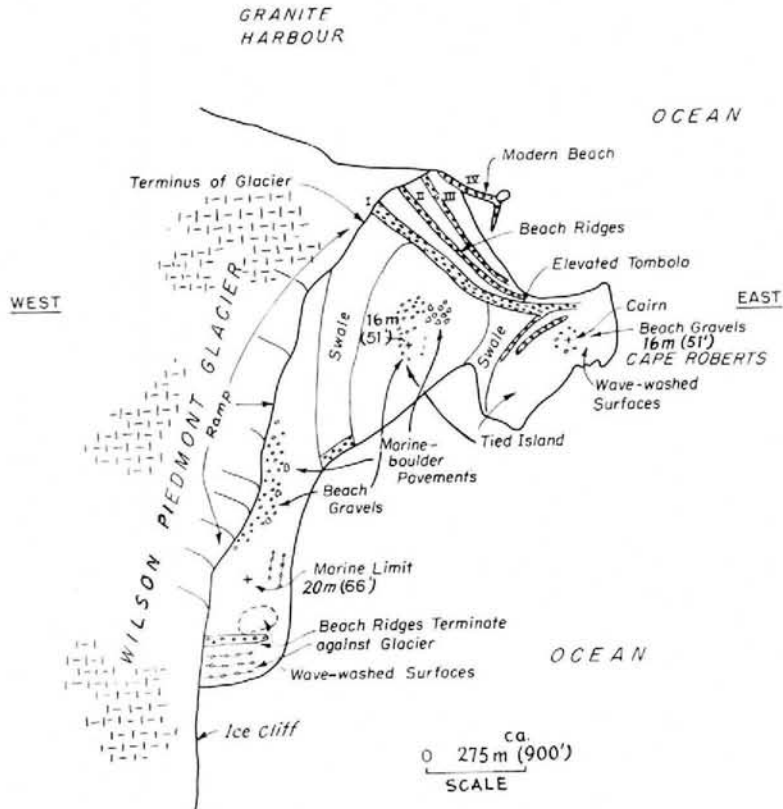 GRANITE
HARBOUR
OCEAN
Modern Beach
IV
Terminus of Glacier
I
II
III
Beach Ridges
Elevated Tombolo
WEST
EAST
Cairn
Beach Gravels
16m (51')
CAPE ROBERTS
Wave-washed
Surfaces
16m
(51')
Swale
Swale
WILSON PIEDMONT GLACIER
Ramp
Tied Island
Marine-
boulder
Pavements
Beach
Gravels
Marine Limit
20m (66')
Beach Ridges Terminate
against Glacier
Wave-washed Surfaces
OCEAN
Ice Cliff
ca.
0 275 m (900')
SCALE